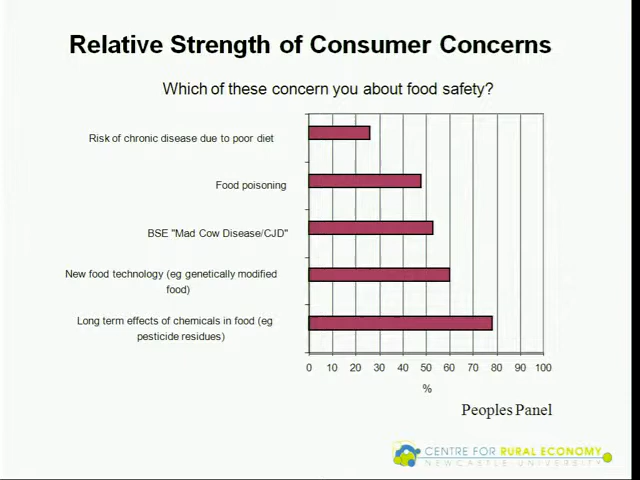 Relative Strength of Consumer Concerns
Which of these concern you about food safety?
Risk of chronic disease due to poor diet
Food poisoning
BSE "Mad Cow Disease/CJD"
New food technology (eg genetically modified
food)
Long term effects of chemicals in food (eg
pesticide residues)
0 10 20 30 40 50 60 70 80 90 100
%
Peoples Panel
CENTRE FOR RURAL ECONOMY
NEWCASTLE UNIVERSITY